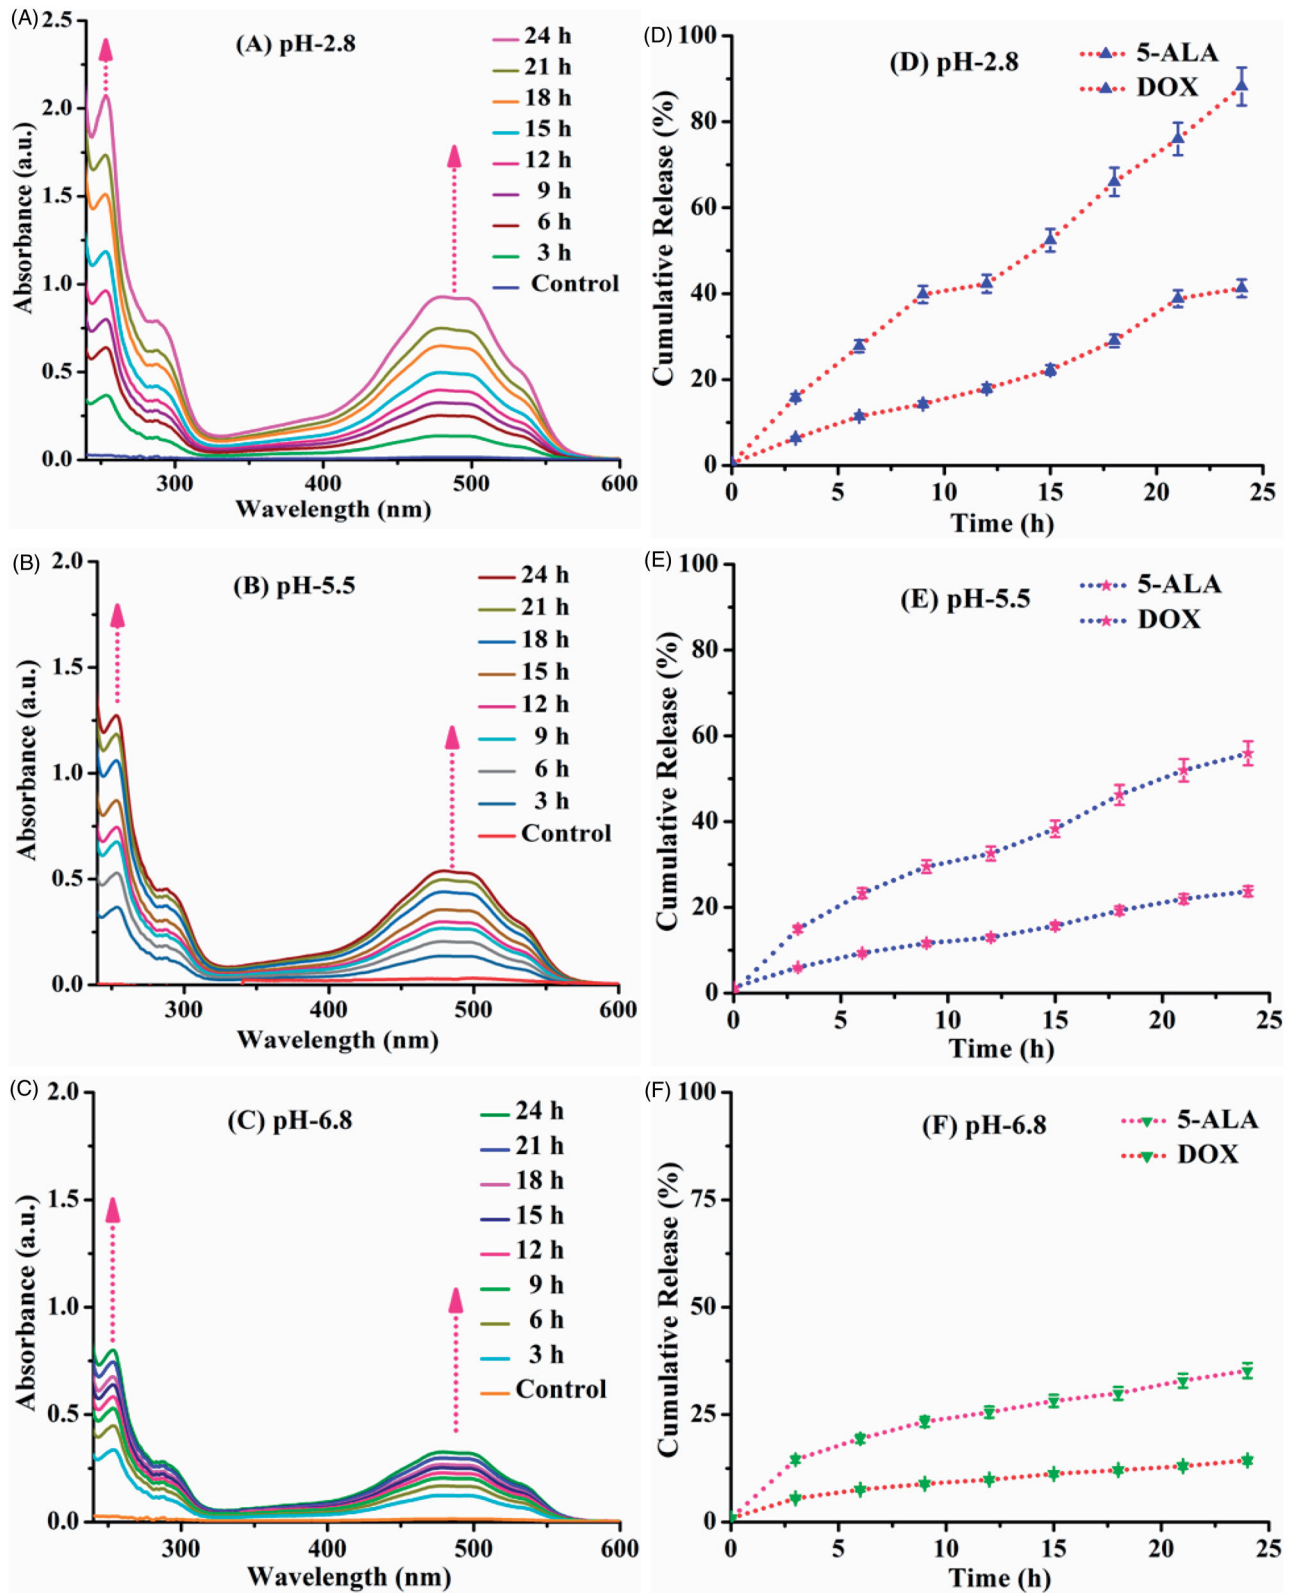 (A)
(A) pH-2.8
2.5
2.0
1.5
1.0
0.5
0.0
Absorbance (a.u.)
24 h
21 h
18 h
15 h
12 h
9 h
6 h
3 h
Control
300 400 500 600
Wavelength (nm)
(D)
(D) pH-2.8
100
80
60
40
20
0
Cumulative Release (%)
5-ALA
DOX
0 5 10 15 20 25
Time (h)
(B)
(B) pH-5.5
2.0
1.5
1.0
0.5
0.0
Absorbance (a.u.)
24 h
21 h
18 h
15 h
12 h
9 h
6 h
3 h
Control
300 400 500 600
Wavelength (nm)
(E)
(E) pH-5.5
100
80
60
40
20
0
Cumulative Release (%)
5-ALA
DOX
0 5 10 15 20 25
Time (h)
(C)
(C) pH-6.8
2.0
1.5
1.0
0.5
0.0
Absorbance (a.u.)
24 h
21 h
18 h
15 h
12 h
9 h
6 h
3 h
Control
300 400 500 600
Wavelength (nm)
(F)
(F) pH-6.8
100
75
50
25
0
Cumulative Release (%)
5-ALA
DOX
0 5 10 15 20 25
Time (h)